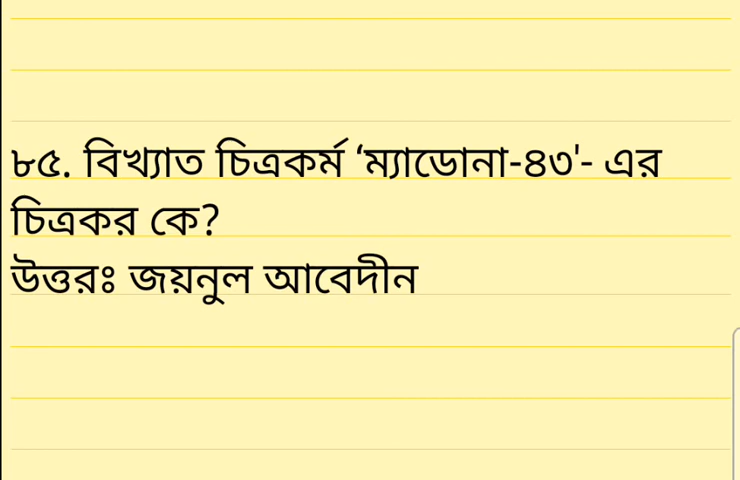 ৮৫. বিখ্যাত চিত্রকর্ম ‘ম্যাডোনা-৪৩'- এর
চিত্রকর কে?
উত্তরঃ জয়নুল আবেদীন